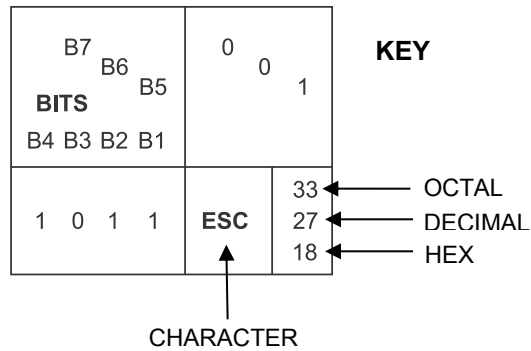 B7 0 KEY
B6 0
B5 1
BITS
B4 B3 B2 B1
33 OCTAL
1 0 1 1 ESC 27 DECIMAL
18 HEX
CHARACTER